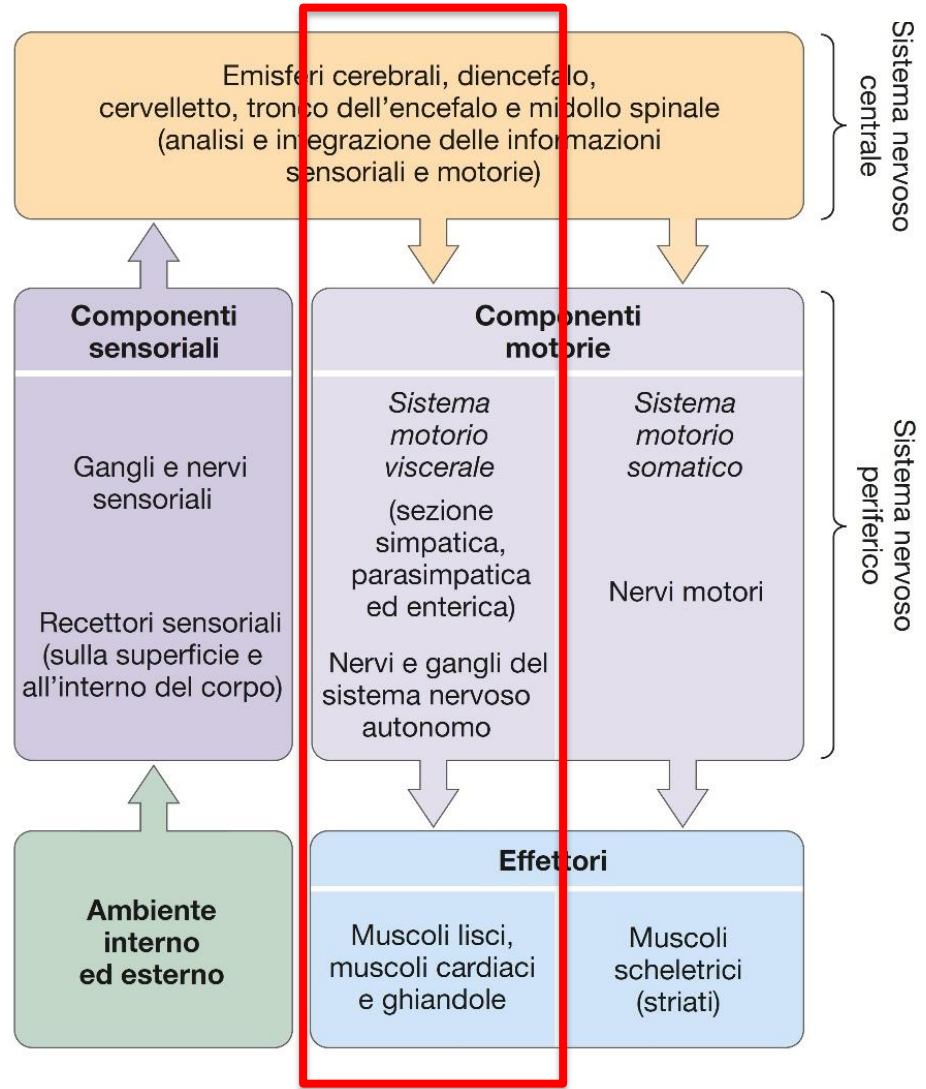 Emisferi cerebrali, diencefalo,
cervelletto, tronco dell'encefalo e midollo spinale
(analisi e integrazione delle informazioni
sensoriali e motorie)
Sistema nervoso
centrale
Componenti
sensoriali
Gangli e nervi
sensoriali
Recettori sensoriali
(sulla superficie e
all'interno del corpo)
Componenti
motorie
Sistema
motorio
viscerale
(sezione
simpatica,
parasimpatica
ed enterica)
Nervi e gangli del
sistema nervoso
autonomo
Sistema
motorio
somatico
Nervi motori
Sistema nervoso
periferico
Ambiente
interno
ed esterno
Effettori
Muscoli lisci,
muscoli cardiaci
e ghiandole
Muscoli
scheletrici
(striati)